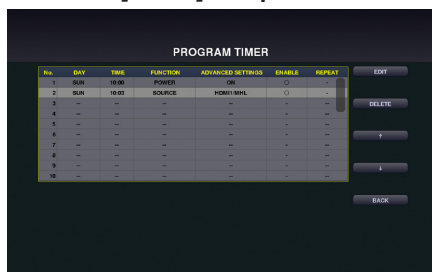 PROGRAM TIMER
No. DAY TIME FUNCTION ADVANCED SETTINGS ENABLE REPEAT EDIT
1 SUN 10:00 POWER ON ○ -
2 SUN 10:03 SOURCE HDMI1/MHL ○ -
3 -- -- -- -- - - DELETE
4 -- -- -- -- - -
5 -- -- -- -- - -
6 -- -- -- -- - - ↑
7 -- -- -- -- - -
8 -- -- -- -- - -
9 -- -- -- -- - - ↓
10 -- -- -- -- - -
BACK